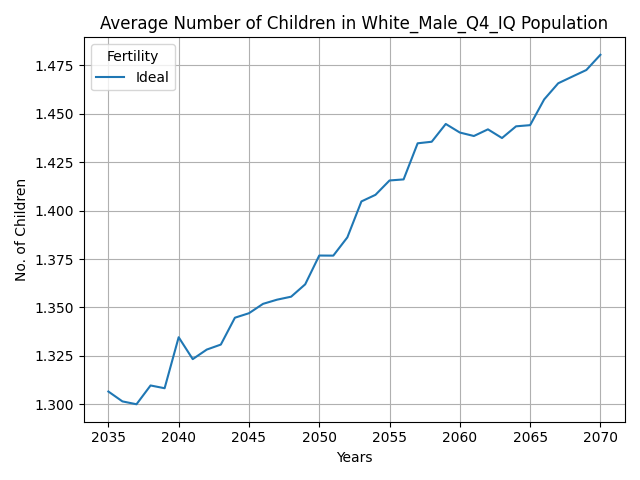 Average Number of Children in White_Male_Q4_IQ Population
Fertility
Ideal
1.475
1.450
1.425
1.400
1.375
1.350
1.325
1.300
No. of Children
2035 2040 2045 2050 2055 2060 2065 2070
Years